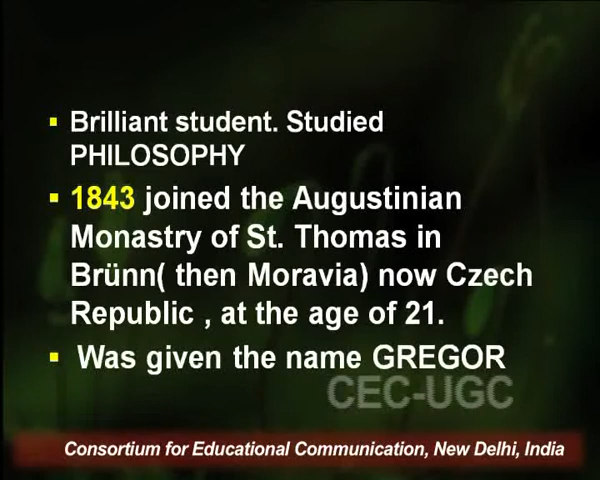 ▪ Brilliant student. Studied
PHILOSOPHY
▪ 1843 joined the Augustinian
Monastry of St. Thomas in
Brünn( then Moravia) now Czech
Republic , at the age of 21.
▪ Was given the name GREGOR
CEC-UGC
Consortium for Educational Communication, New Delhi, India